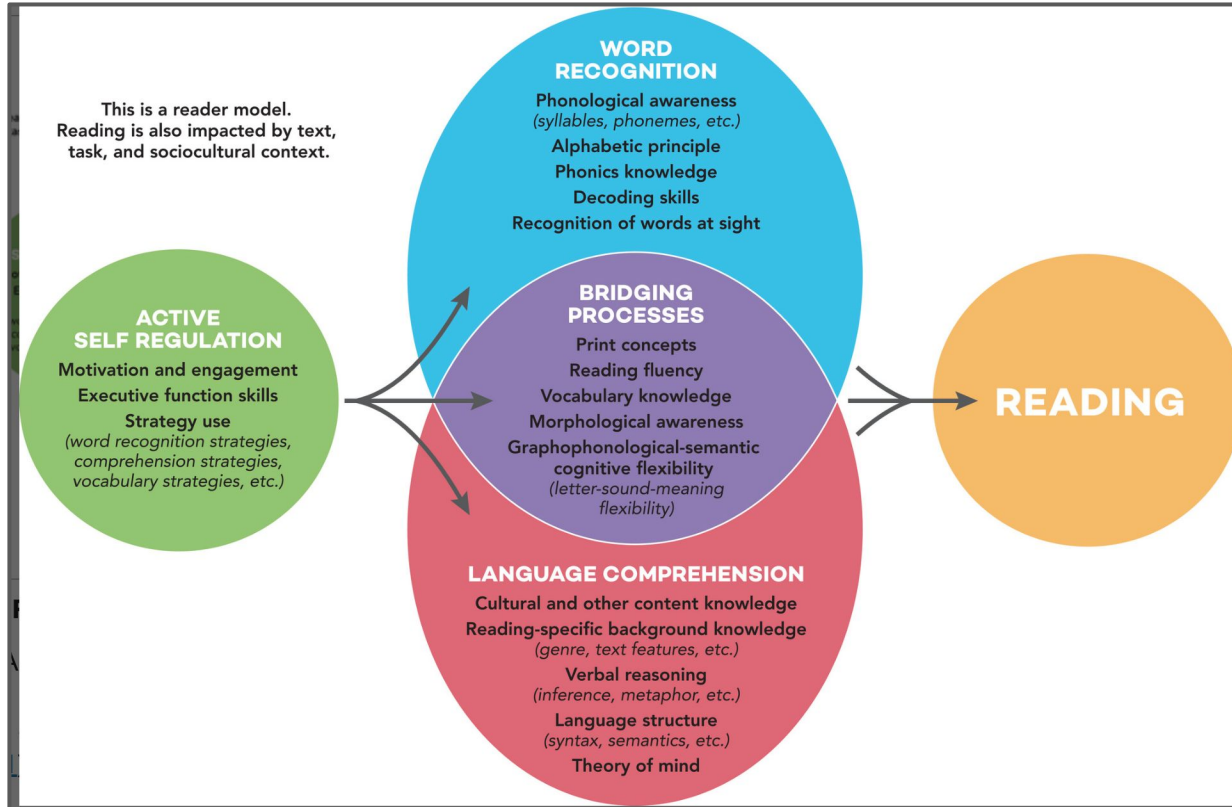 This is a reader model.
Reading is also impacted by text,
task, and sociocultural context.
WORD
RECOGNITION
Phonological awareness
(syllables, phonemes, etc.)
Alphabetic principle
Phonics knowledge
Decoding skills
Recognition of words at sight
ACTIVE
SELF REGULATION
Motivation and engagement
Executive function skills
Strategy use
(word recognition strategies,
comprehension strategies,
vocabulary strategies, etc.)
BRIDGING
PROCESSES
Print concepts
Reading fluency
Vocabulary knowledge
Morphological awareness
Graphophonological-semantic
cognitive flexibility
(letter-sound-meaning
flexibility)
LANGUAGE COMPREHENSION
Cultural and other content knowledge
Reading-specific background knowledge
(genre, text features, etc.)
Verbal reasoning
(inference, metaphor, etc.)
Language structure
(syntax, semantics, etc.)
Theory of mind
READING